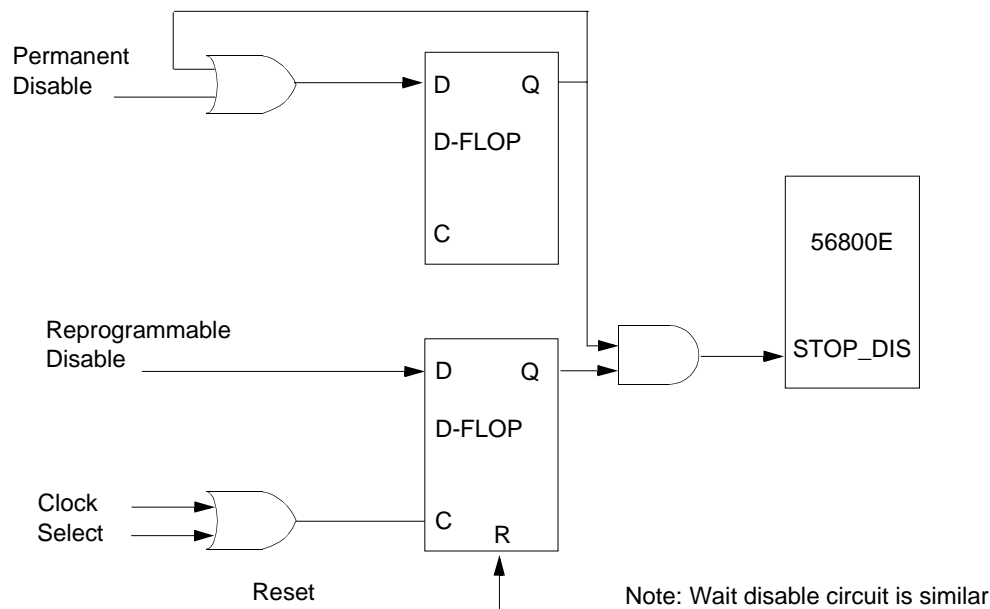 Permanent
Disable
D Q
D-FLOP
C
56800E
STOP_DIS
Reprogrammable
Disable
D Q
D-FLOP
C
R
Clock
Select
Reset
Note: Wait disable circuit is similar